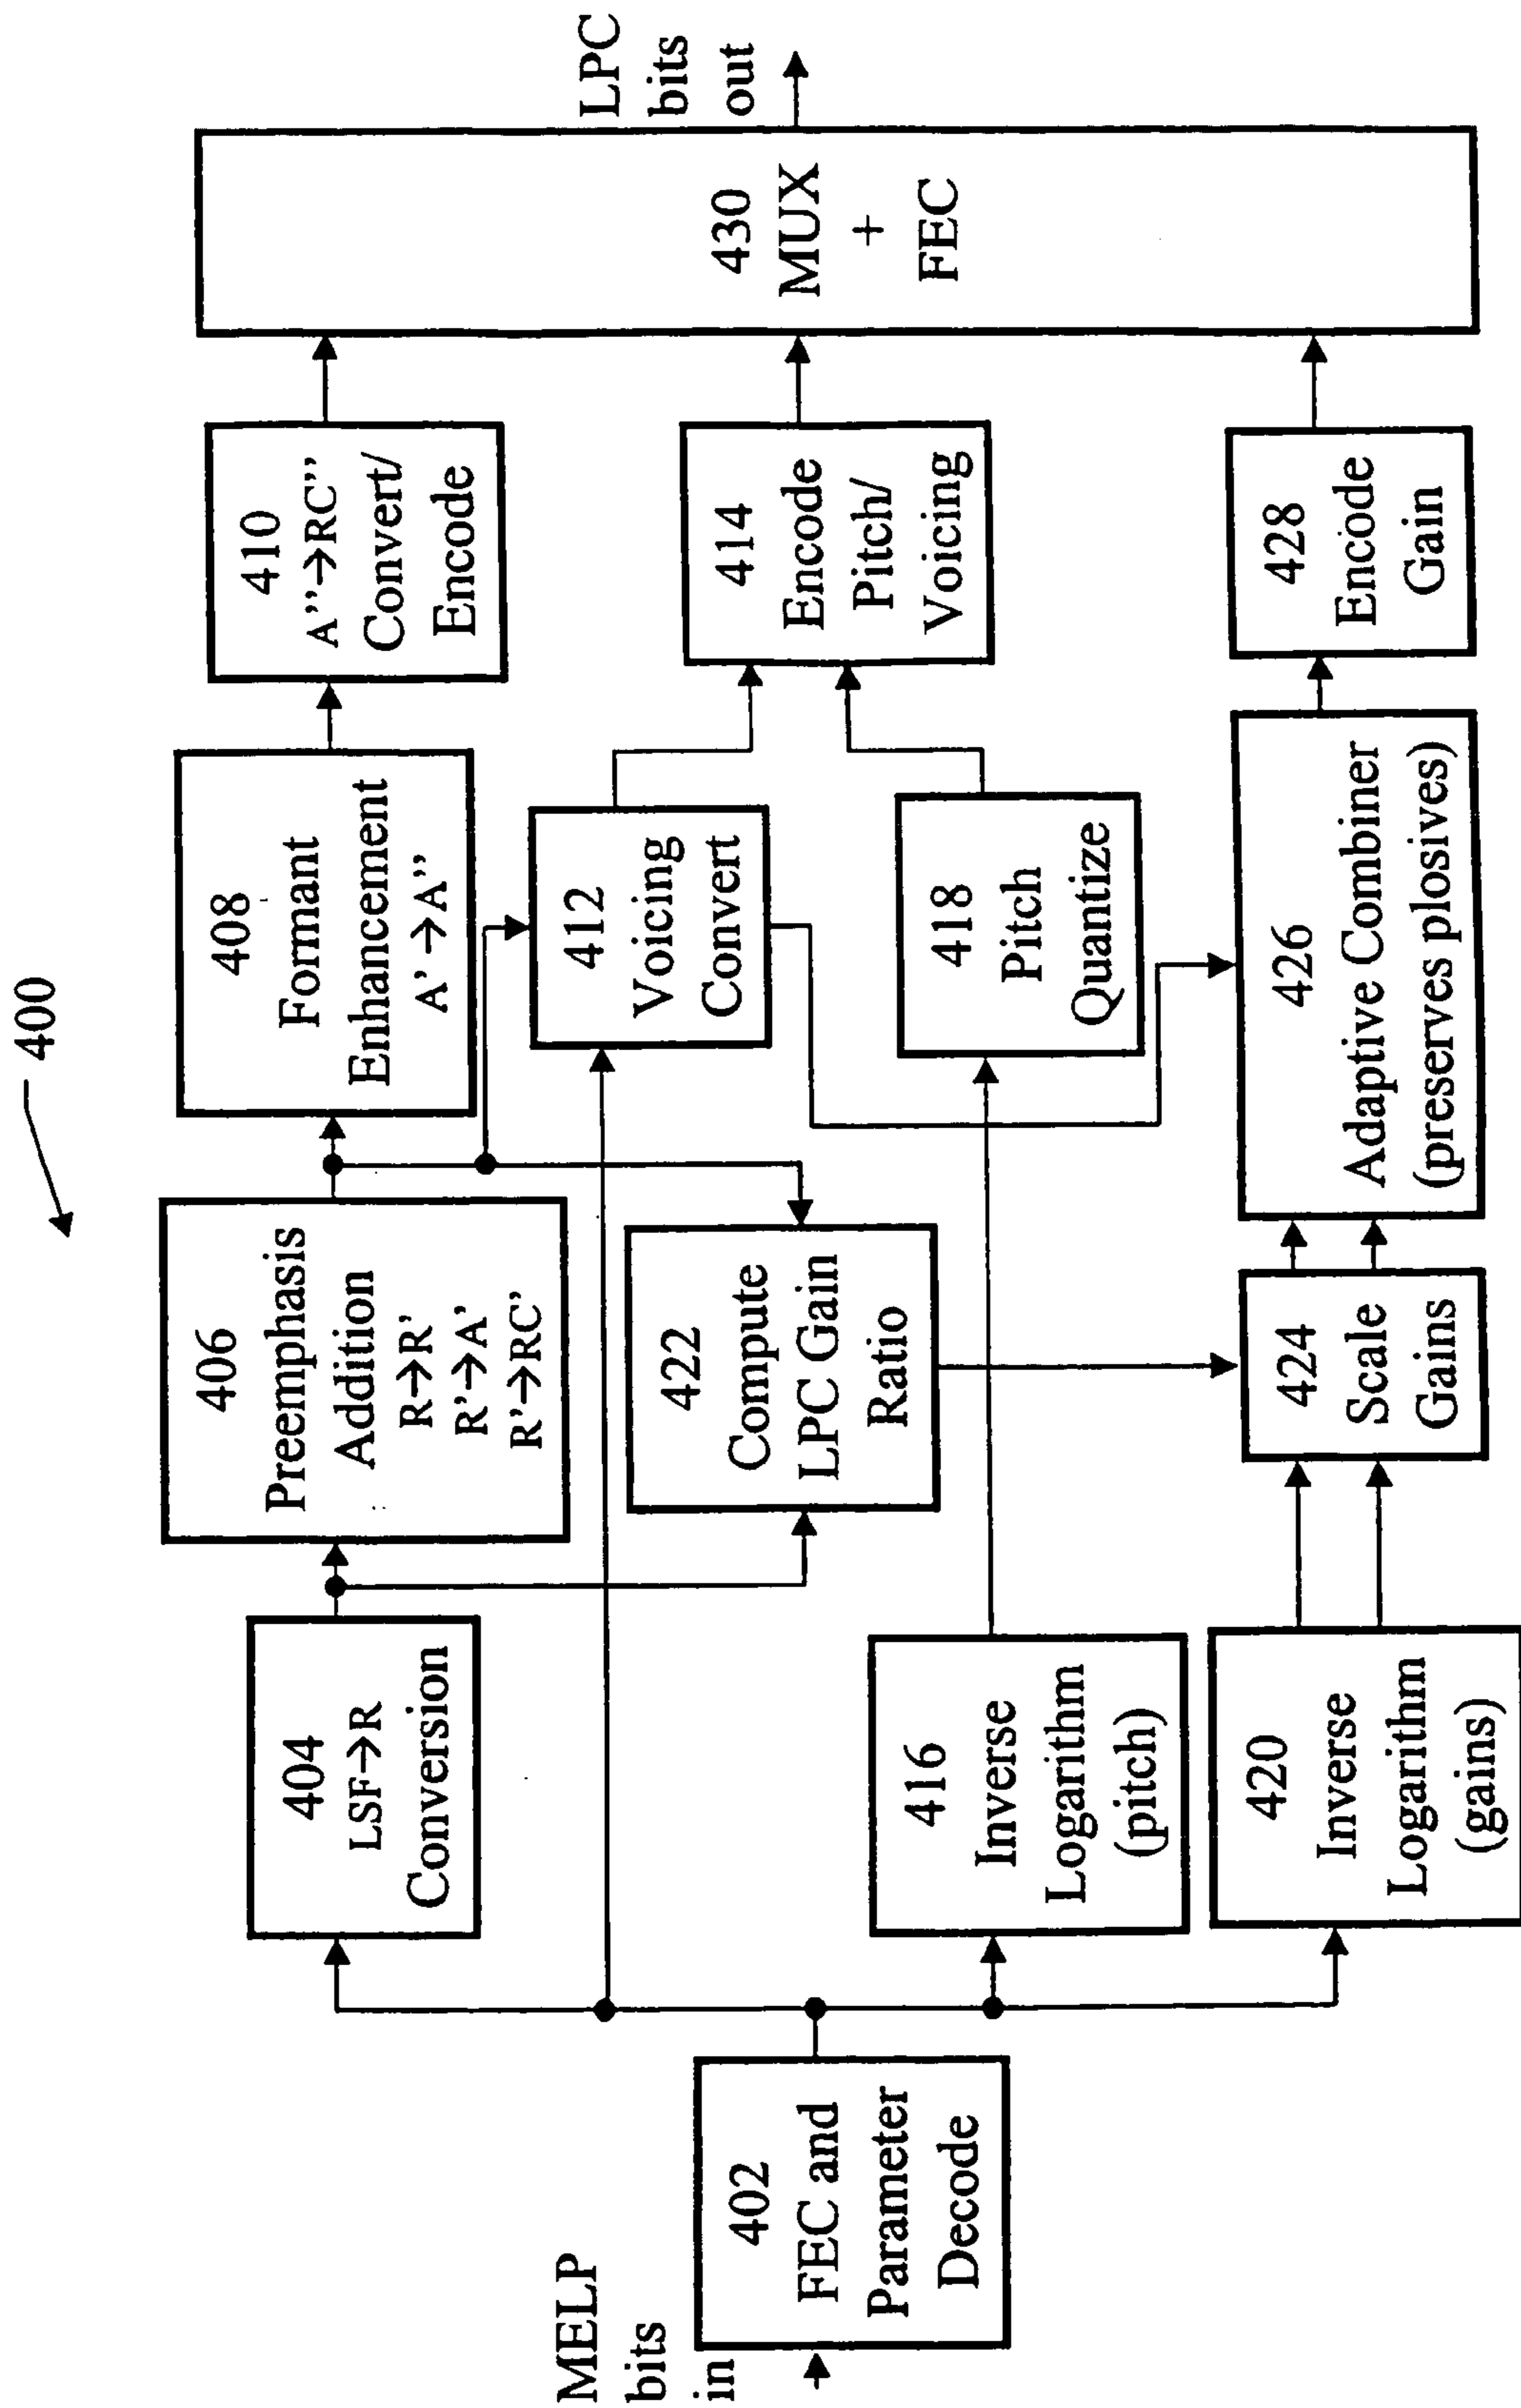 400
MELP
bits
in
402
FEC and
Parameter
Decode
404
LSF→R
Conversion
406
Preemphasis
Addition
R→R'
R'→A'
R'→RC'
408
Formant
Enhancement
A'→A''
410
A''→RC''
Convert/
Encode
412
Voicing
Convert
414
Encode
Pitch/
Voicing
422
Compute
LPC Gain
Ratio
416
Inverse
Logarithm
(pitch)
418
Pitch
Quantize
420
Inverse
Logarithm
(gains)
424
Scale
Gains
426
Adaptive Combiner
(preserves plosives)
428
Encode
Gain
430
MUX
+
FEC
LPC
bits
out